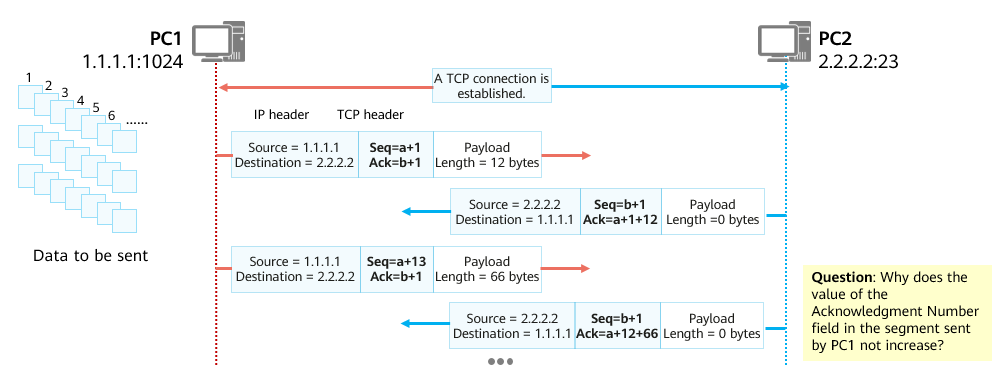 PC1
1.1.1.1:1024
PC2
2.2.2.2:23
1
2
3
4
5
6
......
A TCP connection is
established.
IP header
TCP header
Source = 1.1.1.1
Destination = 2.2.2.2
Seq=a+1
Ack=b+1
Payload
Length = 12 bytes
Source = 2.2.2.2
Destination = 1.1.1.1
Seq=b+1
Ack=a+1+12
Payload
Length =0 bytes
Data to be sent
Source = 1.1.1.1
Destination = 2.2.2.2
Seq=a+13
Ack=b+1
Payload
Length = 66 bytes
Source = 2.2.2.2
Destination = 1.1.1.1
Seq=b+1
Ack=a+12+66
Payload
Length = 0 bytes
Question: Why does the
value of the
Acknowledgment Number
field in the segment sent
by PC1 not increase?